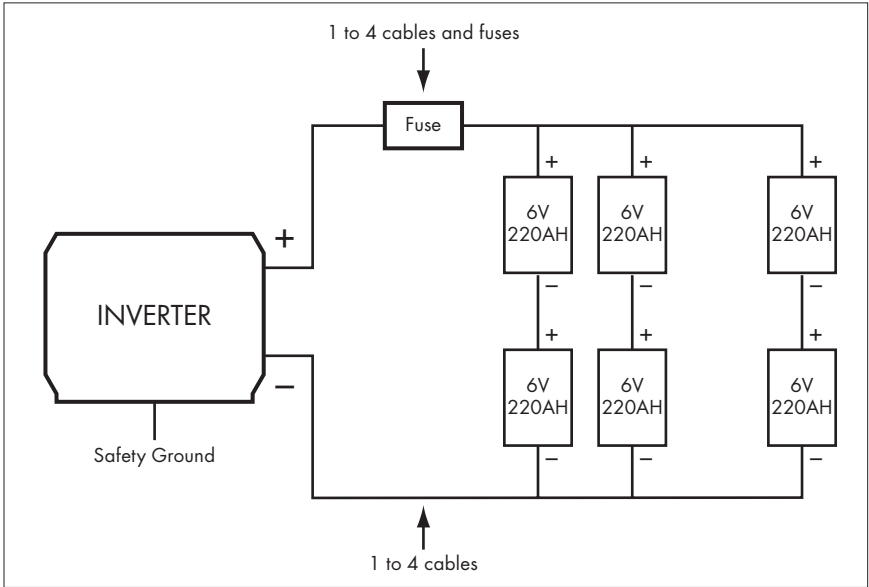 1 to 4 cables and fuses
Fuse
+ + +
6V 6V 6V
220AH 220AH 220AH
+
INVERTER
− − −
+ + +
−
6V 6V 6V
220AH 220AH 220AH
Safety Ground
− − −
1 to 4 cables